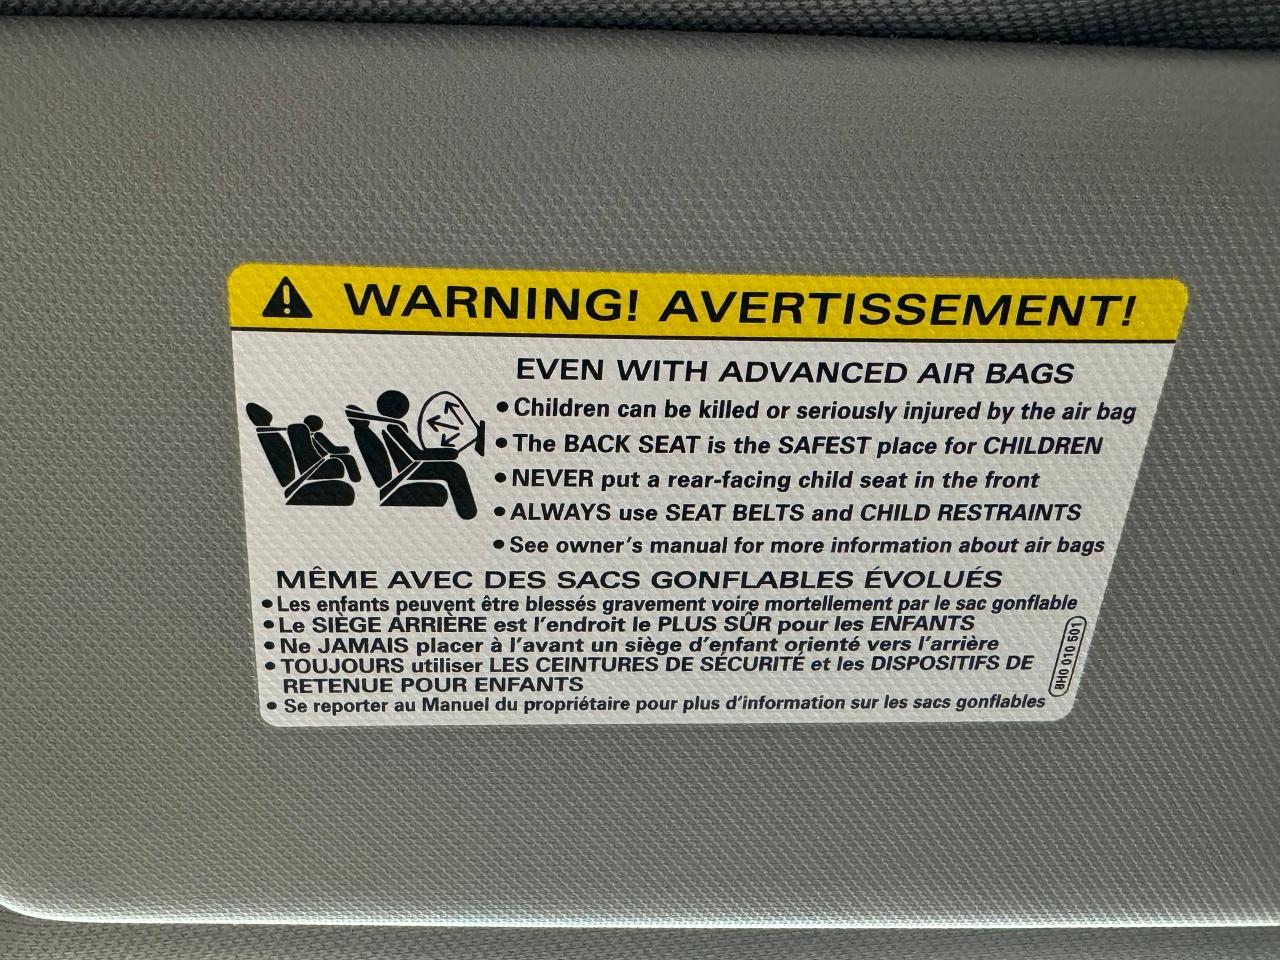 WARNING! AVERTISSEMENT!
EVEN WITH ADVANCED AIR BAGS
•Children can be killed or seriously injured by the air bag
•The BACK SEAT is the SAFEST place for CHILDREN
•NEVER put a rear-facing child seat in the front
•ALWAYS use SEAT BELTS and CHILD RESTRAINTS
•See owner's manual for more information about air bags
MÊME AVEC DES SACS GONFLABLES ÉVOLUÉS
•Les enfants peuvent être blessés gravement voire mortellement par le sac gonflable
•Le SIÈGE ARRIÈRE est l'endroit le PLUS SÛR pour les ENFANTS
•Ne JAMAIS placer à l'avant un siège d'enfant orienté vers l'arrière
•TOUJOURS utiliser LES CEINTURES DE SÉCURITÉ et les DISPOSITIFS DE
RETENUE POUR ENFANTS
• Se reporter au Manuel du propriétaire pour plus d'information sur les sacs gonflables
8H0 010 601